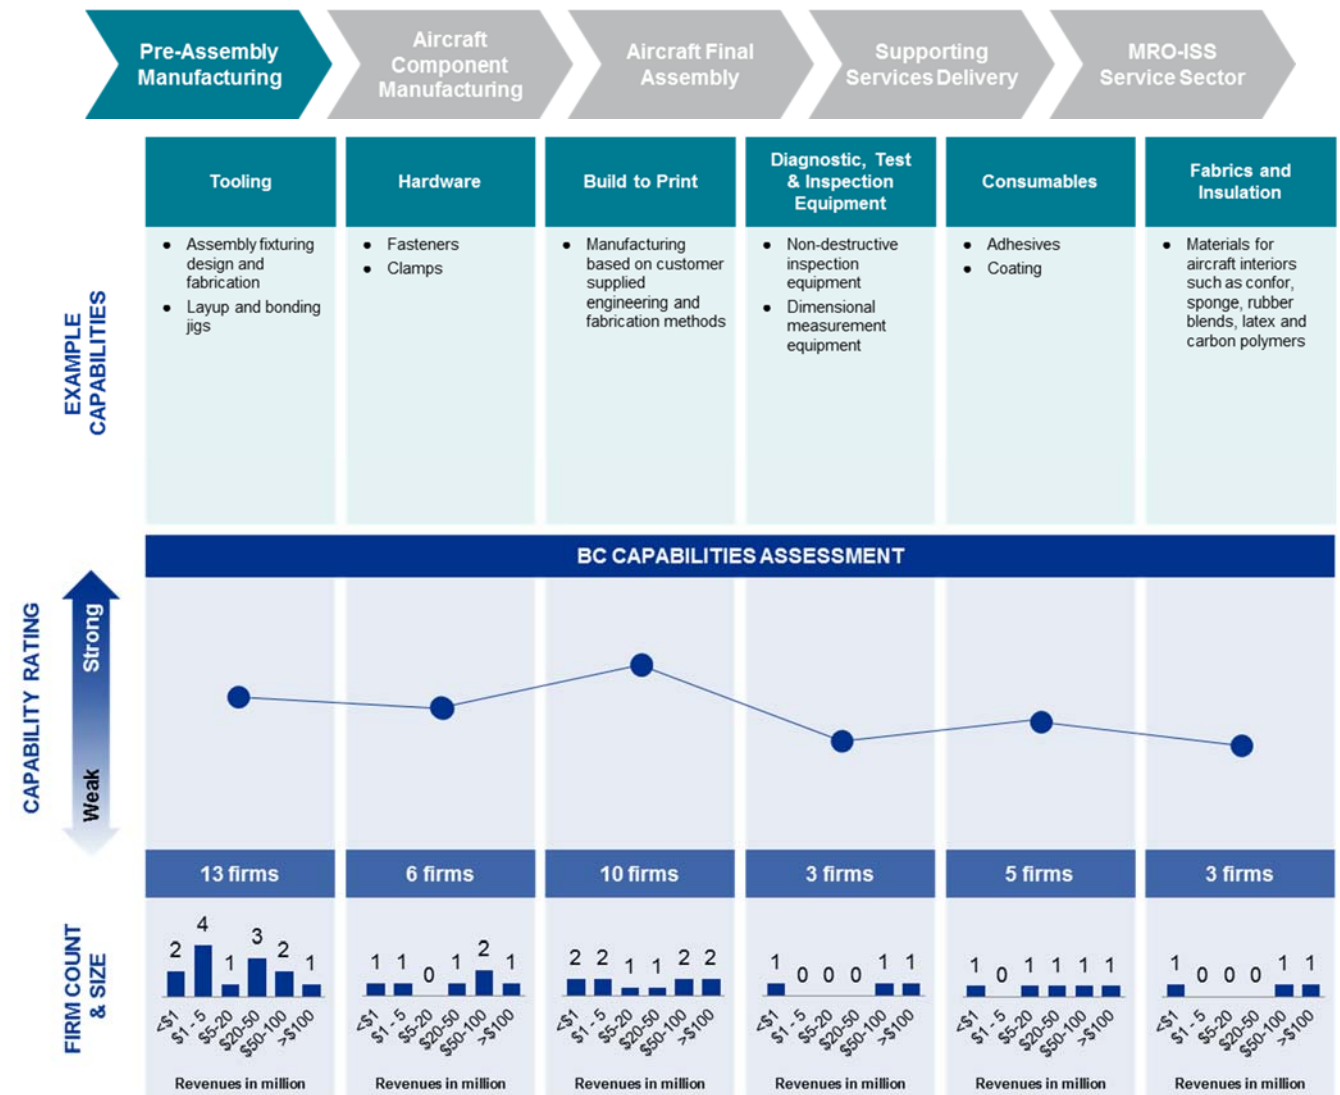 Pre-Assembly
Manufacturing
Aircraft
Component
Manufacturing
Aircraft Final
Assembly
Supporting
Services Delivery
MRO-ISS
Service Sector
EXAMPLE
CAPABILITIES
Tooling
Hardware
Build to Print
Diagnostic, Test
& Inspection
Equipment
Consumables
Fabrics and
Insulation
● Assembly fixturing
design and
fabrication
● Layup and bonding
jigs
● Fasteners
● Clamps
● Manufacturing
based on customer
supplied
engineering and
fabrication methods
● Non-destructive
inspection
equipment
● Dimensional
measurement
equipment
● Adhesives
● Coating
● Materials for
aircraft interiors
such as confor,
sponge, rubber
blends, latex and
carbon polymers
BC CAPABILITIES ASSESSMENT
CAPABILITY RATING
Strong
Weak
13 firms
6 firms
10 firms
3 firms
5 firms
3 firms
FIRM COUNT
& SIZE
2 4 1 3 2 1
<$1 $1 - 5 $5-20 $20-50 $50-100 >$100
Revenues in million
1 1 0 1 2 1
<$1 $1 - 5 $5-20 $20-50 $50-100 >$100
Revenues in million
2 2 1 1 2 2
<$1 $1 - 5 $5-20 $20-50 $50-100 >$100
Revenues in million
1 0 0 0 1 1
<$1 $1 - 5 $5-20 $20-50 $50-100 >$100
Revenues in million
1 0 1 1 1 1
<$1 $1 - 5 $5-20 $20-50 $50-100 >$100
Revenues in million
1 0 0 0 1 1
<$1 $1 - 5 $5-20 $20-50 $50-100 >$100
Revenues in million